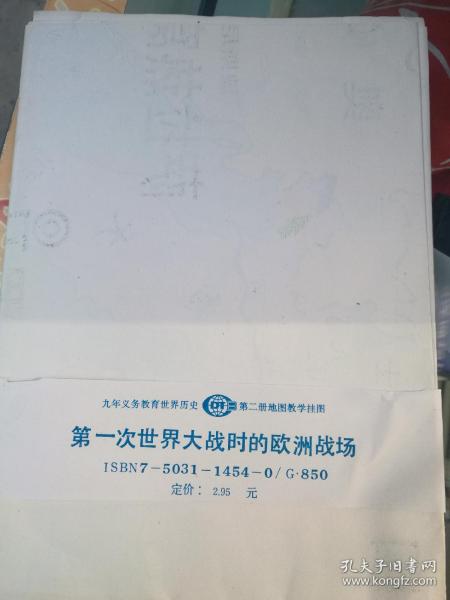 九年义务教育世界历史 第二册地图教学挂图
第一次世界大战时的欧洲战场
ISBN7-5031-1454-0/G·850
定价: 2.95 元
孔夫子旧书网
www.kongfz.com